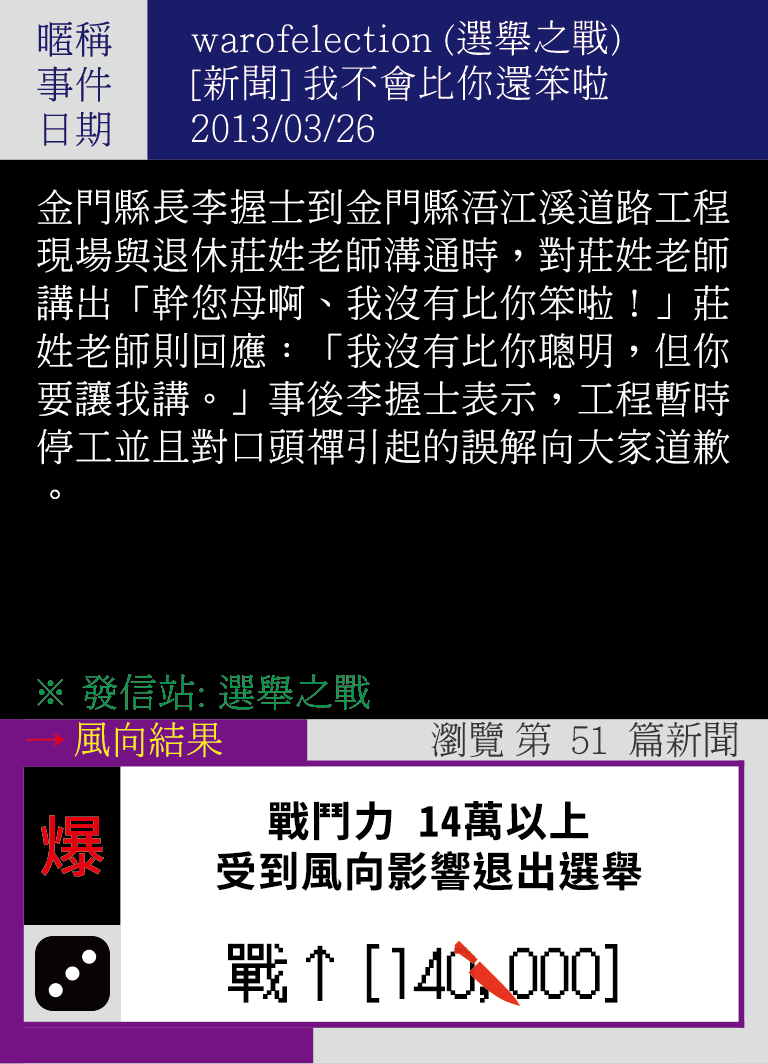 暱稱 warofelection (選舉之戰)
事件 [新聞] 我不會比你還笨啦
日期 2013/03/26
金門縣長李握士到金門縣浯江溪道路工程
現場與退休莊姓老師溝通時，對莊姓老師
講出「幹您母啊、我沒有比你笨啦！」莊
姓老師則回應：「我沒有比你聰明，但你
要讓我講。」事後李握士表示，工程暫時
停工並且對口頭禪引起的誤解向大家道歉
。
※ 發信站: 選舉之戰
→ 風向結果 瀏覽 第 51 篇新聞
爆
戰鬥力 14萬以上
受到風向影響退出選舉
戰↑[140,000]